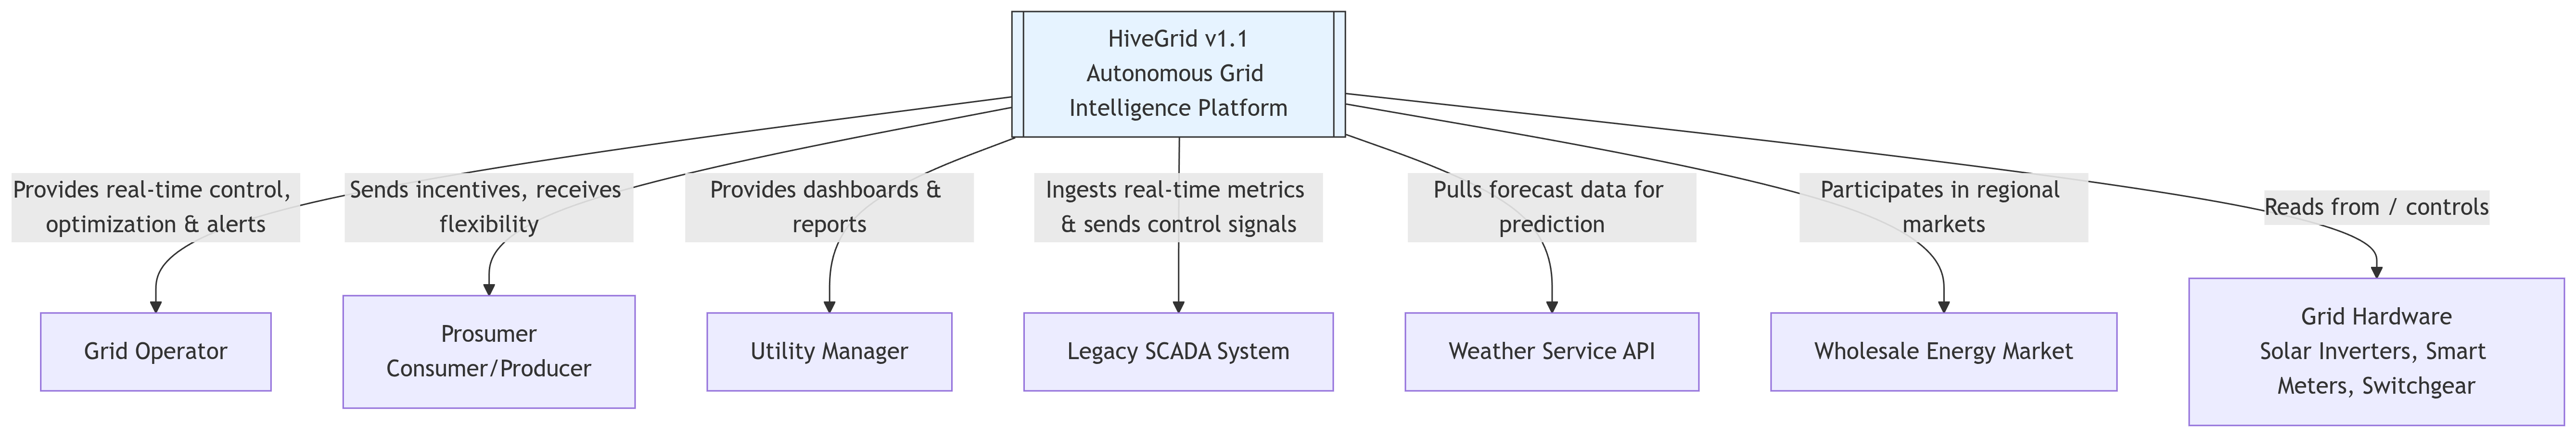 HiveGrid v1.1
Autonomous Grid
Intelligence Platform
Provides real-time control,
optimization & alerts
Sends incentives, receives
flexibility
Provides dashboards &
reports
Ingests real-time metrics
& sends control signals
Pulls forecast data for
prediction
Participates in regional
markets
Reads from / controls
Grid Operator
Prosumer
Consumer/Producer
Utility Manager
Legacy SCADA System
Weather Service API
Wholesale Energy Market
Grid Hardware
Solar Inverters, Smart
Meters, Switchgear